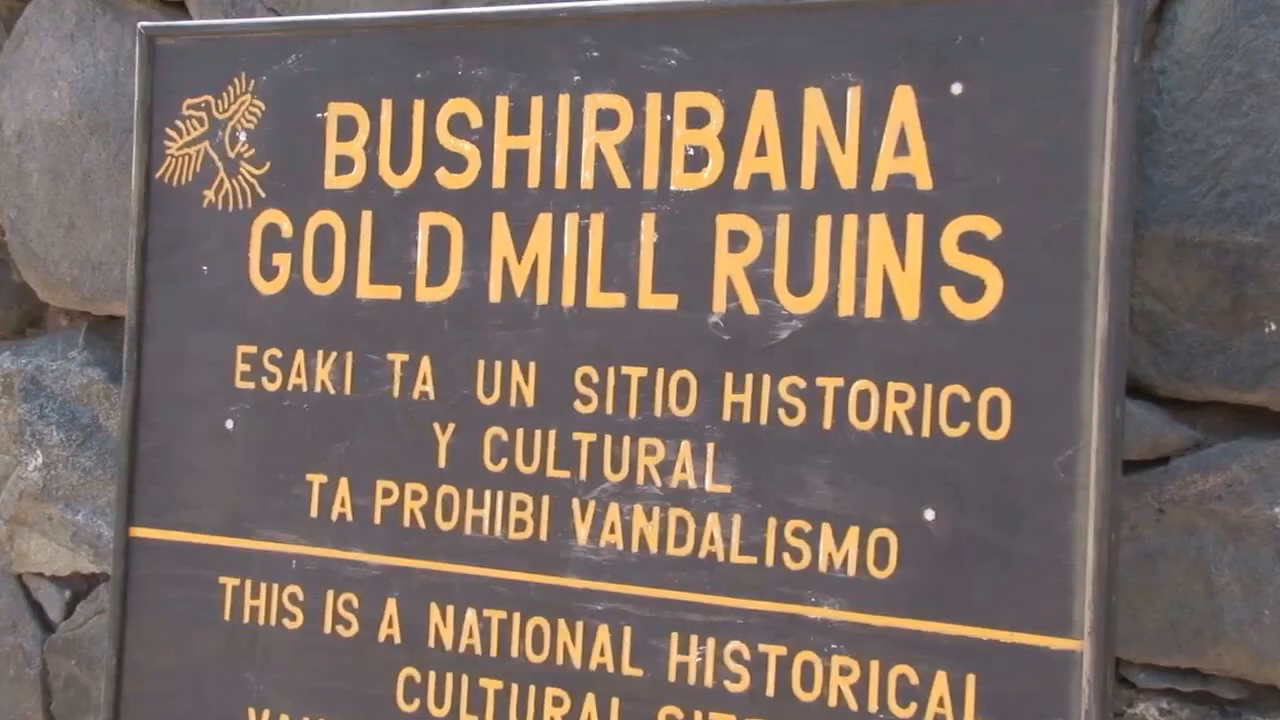 BUSHIRIBANA
GOLD MILL RUINS
ESAKI TA UN SITIO HISTORICO
Y CULTURAL
TA PROHIBI VANDALISMO
THIS IS A NATIONAL HISTORICAL
CULTURAL SITE